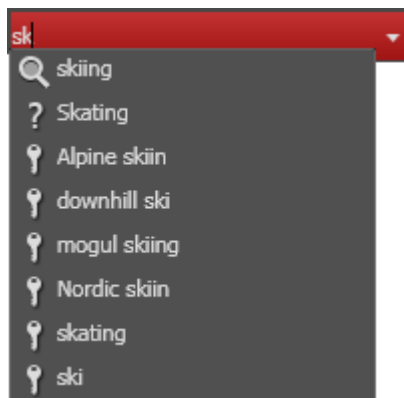 sk
skiing
Skating
Alpine skiin
downhill ski
mogul skiing
Nordic skiin
skating
ski